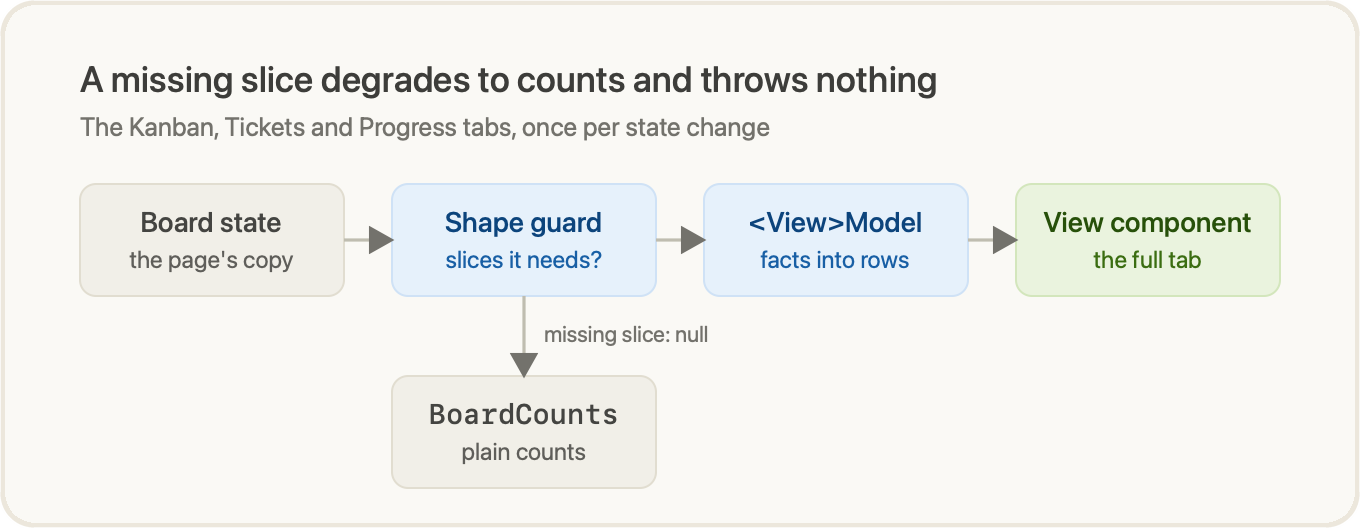 A missing slice degrades to counts and throws nothing
The Kanban, Tickets and Progress tabs, once per state change
Board state
the page's copy
Shape guard
slices it needs?
<View>Model
facts into rows
View component
the full tab
missing slice: null
BoardCounts
plain counts